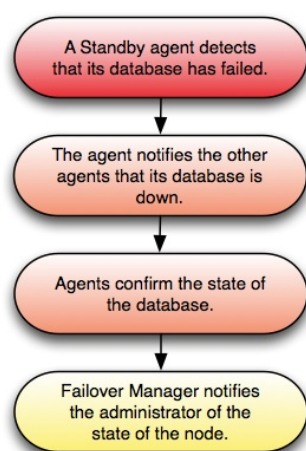 A Standby agent detects
that its database has failed.
The agent notifies the other
agents that its database is
down.
Agents confirm the state of
the database.
Failover Manager notifies
the administrator of the
state of the node.